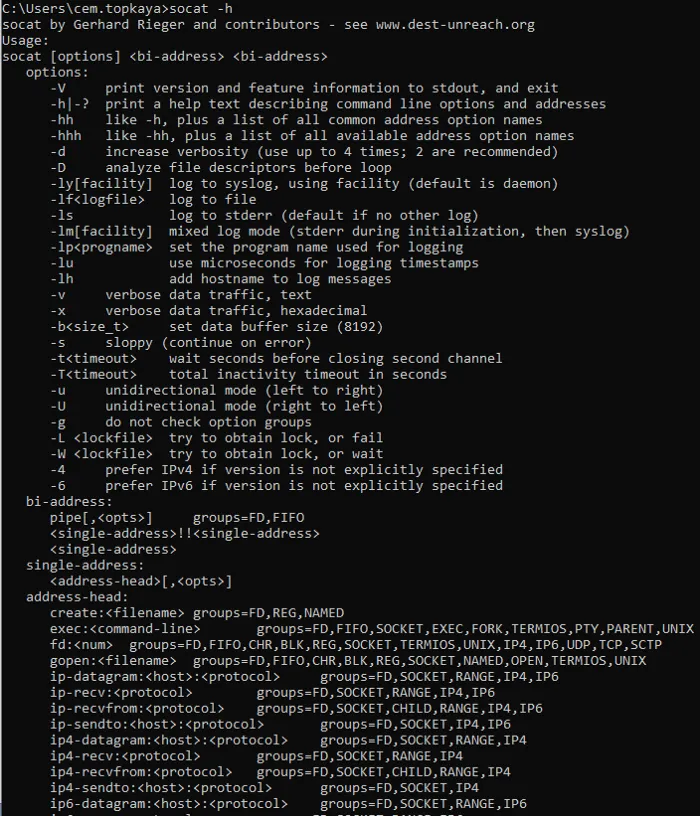 C:\Users\cem.topkaya>socat -h
socat by Gerhard Rieger and contributors - see www.dest-unreach.org
Usage:
socat [options] <bi-address> <bi-address>
   options:
      -V     print version and feature information to stdout, and exit
      -h|-?  print a help text describing command line options and addresses
      -hh    like -h, plus a list of all common address option names
      -hhh   like -hh, plus a list of all available address option names
      -d     increase verbosity (use up to 4 times; 2 are recommended)
      -D     analyze file descriptors before loop
      -ly[facility]  log to syslog, using facility (default is daemon)
      -lf<logfile>   log to file
      -ls            log to stderr (default if no other log)
      -lm[facility]  mixed log mode (stderr during initialization, then syslog)
      -lp<progname>  set the program name used for logging
      -lu            use microseconds for logging timestamps
      -lh            add hostname to log messages
      -v     verbose data traffic, text
      -x     verbose data traffic, hexadecimal
      -b<size_t>     set data buffer size (8192)
      -s     sloppy (continue on error)
      -t<timeout>    wait seconds before closing second channel
      -T<timeout>    total inactivity timeout in seconds
      -u     unidirectional mode (left to right)
      -U     unidirectional mode (right to left)
      -g     do not check option groups
      -L <lockfile>  try to obtain lock, or fail
      -W <lockfile>  try to obtain lock, or wait
      -4     prefer IPv4 if version is not explicitly specified
      -6     prefer IPv6 if version is not explicitly specified
   bi-address:
      pipe[,<opts>]     groups=FD,FIFO
      <single-address>!!<single-address>
      <single-address>
   single-address:
      <address-head>[,<opts>]
   address-head:
      create:<filename> groups=FD,REG,NAMED
      exec:<command-line>       groups=FD,FIFO,SOCKET,EXEC,FORK,TERMIOS,PTY,PARENT,UNIX
      fd:<num>  groups=FD,FIFO,CHR,BLK,REG,SOCKET,TERMIOS,UNIX,IP4,IP6,UDP,TCP,SCTP
      gopen:<filename>  groups=FD,FIFO,CHR,BLK,REG,SOCKET,NAMED,OPEN,TERMIOS,UNIX
      ip-datagram:<host>:<protocol>     groups=FD,SOCKET,RANGE,IP4,IP6
      ip-recv:<protocol>        groups=FD,SOCKET,RANGE,IP4,IP6
      ip-recvfrom:<protocol>    groups=FD,SOCKET,CHILD,RANGE,IP4,IP6
      ip-sendto:<host>:<protocol>       groups=FD,SOCKET,IP4,IP6
      ip4-datagram:<host>:<protocol>    groups=FD,SOCKET,RANGE,IP4
      ip4-recv:<protocol>       groups=FD,SOCKET,RANGE,IP4
      ip4-recvfrom:<protocol>   groups=FD,SOCKET,CHILD,RANGE,IP4
      ip4-sendto:<host>:<protocol>      groups=FD,SOCKET,IP4
      ip6-datagram:<host>:<protocol>    groups=FD,SOCKET,RANGE,IP6